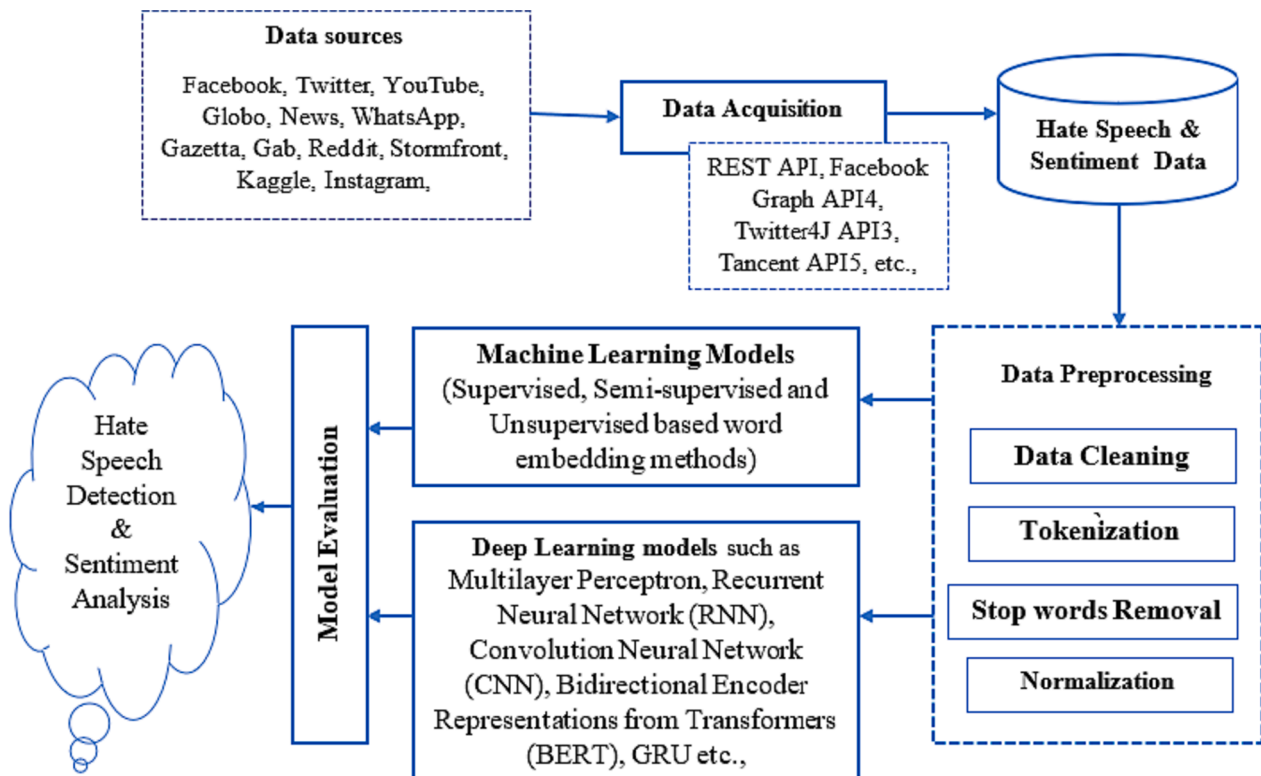 Data sources
Facebook, Twitter, YouTube,
Globo, News, WhatsApp,
Gazetta, Gab, Reddit, Stormfront,
Kaggle, Instagram,
Data Acquisition
REST API, Facebook
Graph API4,
Twitter4J API3,
Tancent API5, etc.,
Hate Speech &
Sentiment Data
Data Preprocessing
Data Cleaning
Tokenization
Stop words Removal
Normalization
Machine Learning Models
(Supervised, Semi-supervised and
Unsupervised based word
embedding methods)
Deep Learning models such as
Multilayer Perceptron, Recurrent
Neural Network (RNN),
Convolution Neural Network
(CNN), Bidirectional Encoder
Representations from Transformers
(BERT), GRU etc.,
Model Evaluation
Hate
Speech
Detection
&
Sentiment
Analysis